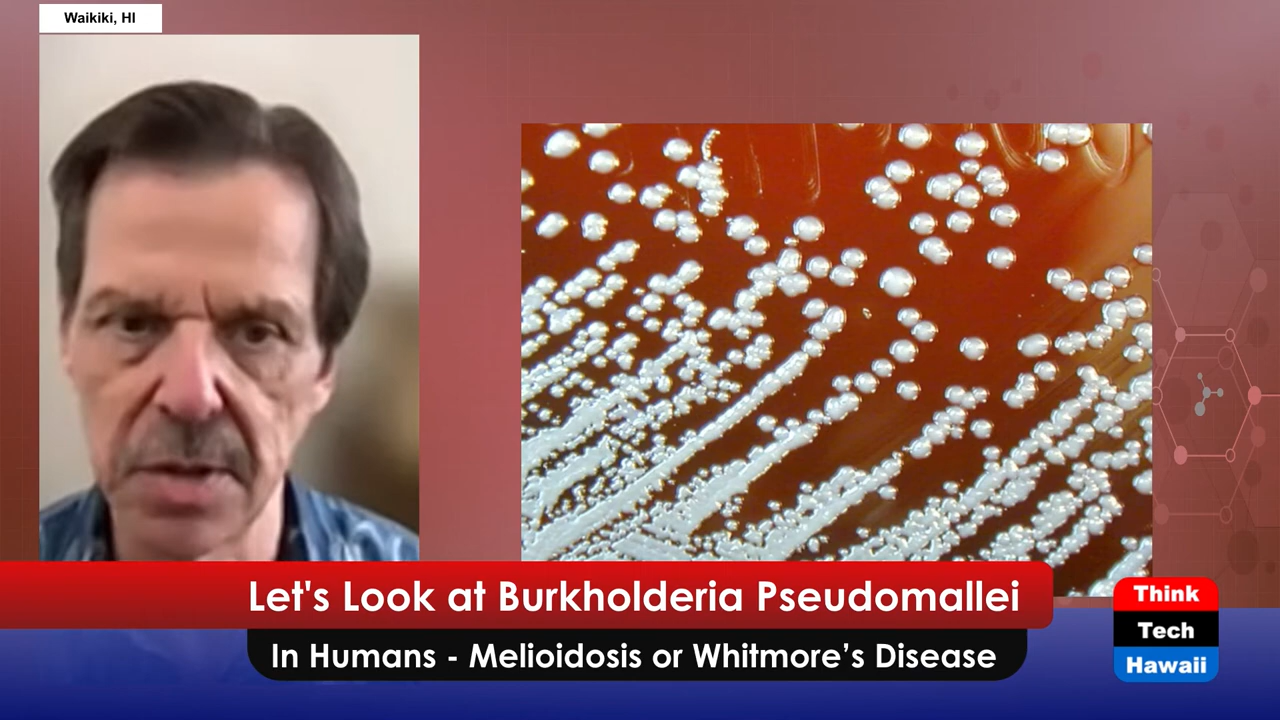 Waikiki, HI
Let's Look at Burkholderia Pseudomallei
In Humans - Melioidosis or Whitmore’s Disease
Think
Tech
Hawaii